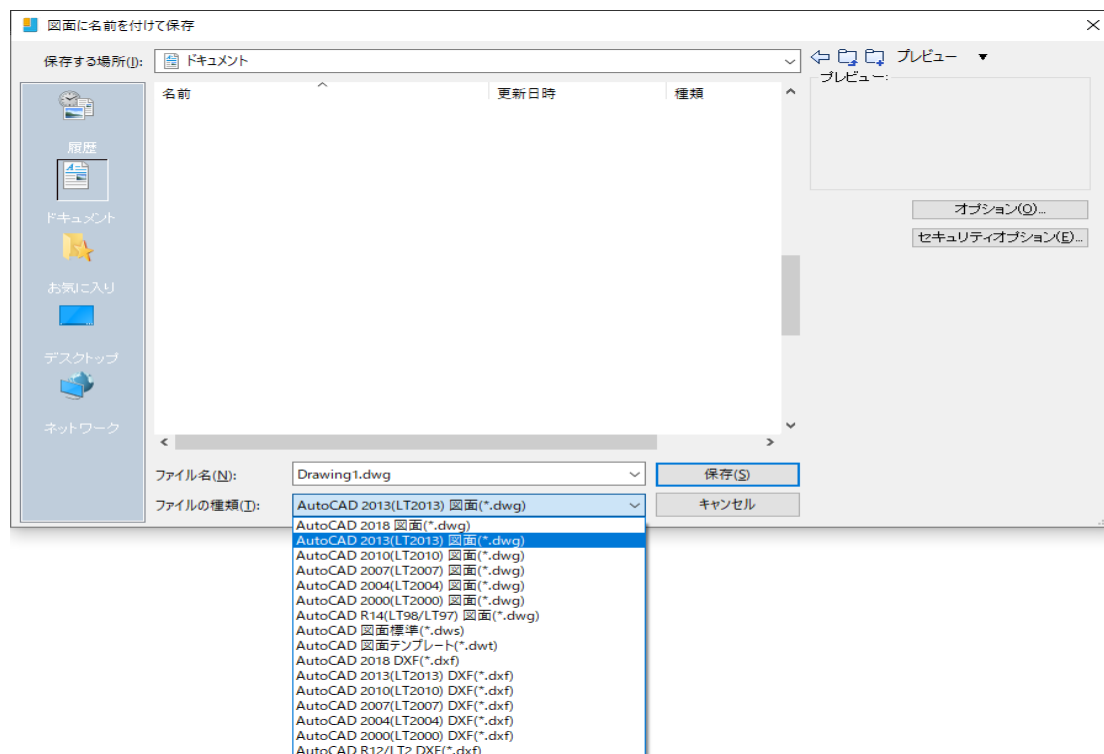 図面に名前を付けて保存
保存する場所(I): ドキュメント プレビュー
プレビュー:
名前 更新日時 種類
履歴
ドキュメント
お気に入り
デスクトップ
ネットワーク
オプション(O)...
セキュリティオプション(E)...
ファイル名(N): Drawing1.dwg 保存(S)
ファイルの種類(T): AutoCAD 2013(LT2013) 図面(*.dwg) キャンセル
AutoCAD 2018 図面(*.dwg)
AutoCAD 2013(LT2013) 図面(*.dwg)
AutoCAD 2010(LT2010) 図面(*.dwg)
AutoCAD 2007(LT2007) 図面(*.dwg)
AutoCAD 2004(LT2004) 図面(*.dwg)
AutoCAD 2000(LT2000) 図面(*.dwg)
AutoCAD R14(LT98/LT97) 図面(*.dwg)
AutoCAD 図面標準(*.dws)
AutoCAD 図面テンプレート(*.dwt)
AutoCAD 2018 DXF(*.dxf)
AutoCAD 2013(LT2013) DXF(*.dxf)
AutoCAD 2010(LT2010) DXF(*.dxf)
AutoCAD 2007(LT2007) DXF(*.dxf)
AutoCAD 2004(LT2004) DXF(*.dxf)
AutoCAD 2000(LT2000) DXF(*.dxf)
AutoCAD R12/LT2 DXF(*.dxf)